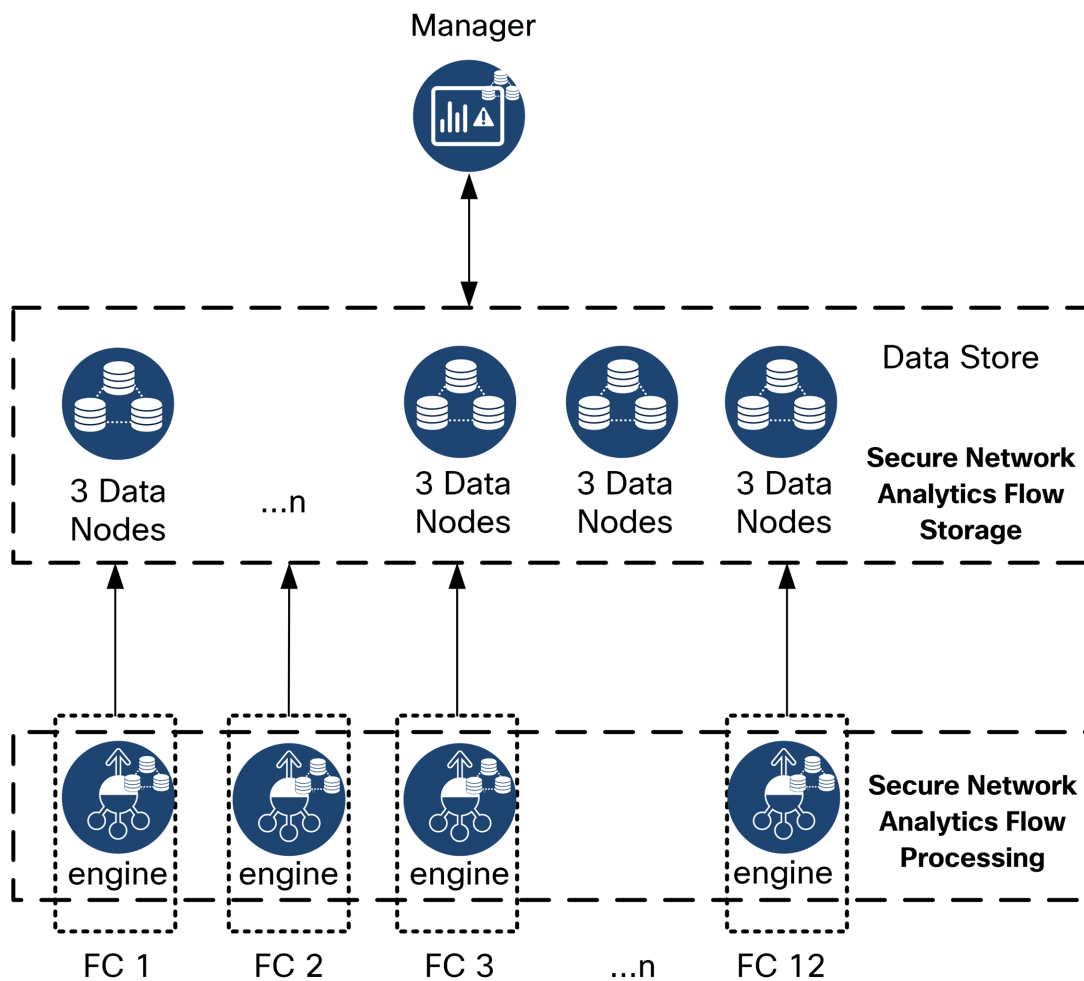 Manager
Data Store
3 Data
Nodes
...n
3 Data
Nodes
3 Data
Nodes
3 Data
Nodes
Secure Network
Analytics Flow
Storage
engine
engine
engine
engine
Secure Network
Analytics Flow
Processing
FC 1
FC 2
FC 3
...n
FC 12